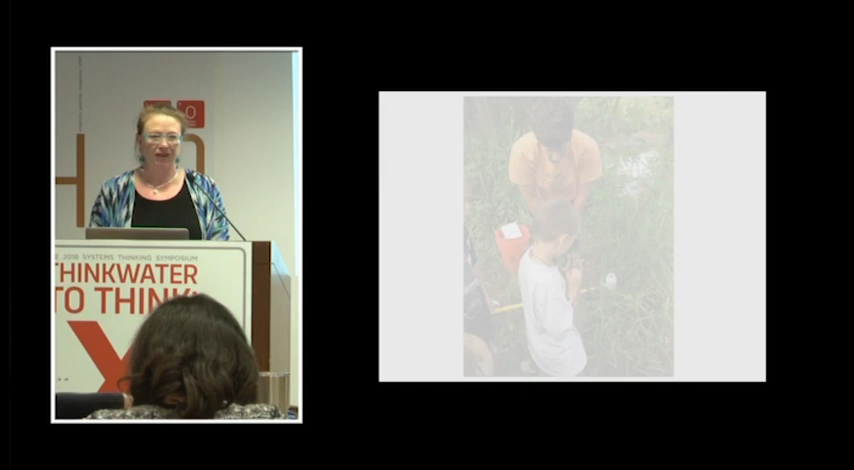 E 2018 SYSTEMS THINKING SYMPOSIUM
THINKWATER
TO THINK
X